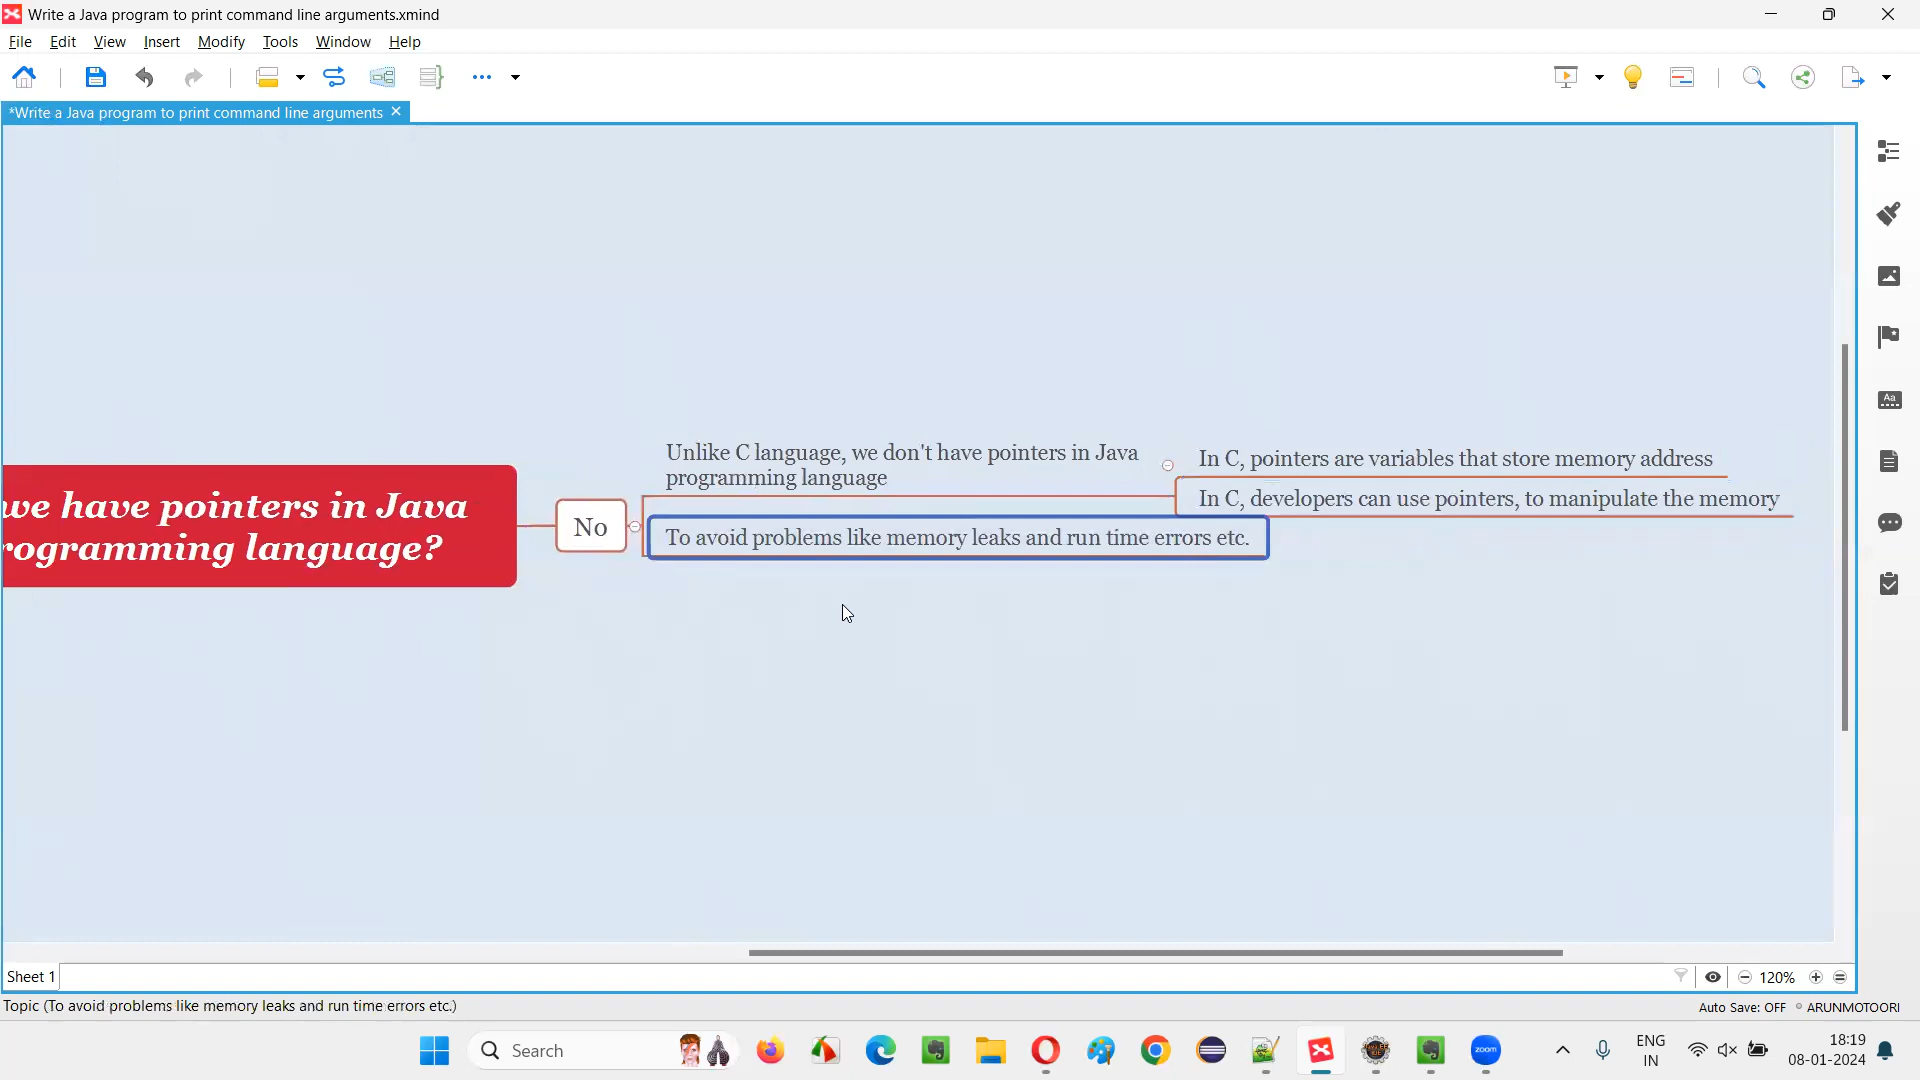 Write a Java program to print command line arguments.xmind
File Edit View Insert Modify Tools Window Help
*Write a Java program to print command line arguments
we have pointers in Java
rogramming language?
No
Unlike C language, we don't have pointers in Java
programming language
In C, pointers are variables that store memory address
In C, developers can use pointers, to manipulate the memory
To avoid problems like memory leaks and run time errors etc.
Aa
Sheet 1
120%
Topic (To avoid problems like memory leaks and run time errors etc.)
Auto Save: OFF
ARUNMOTOORI
Search
zoom
ENG
IN
18:19
08-01-2024